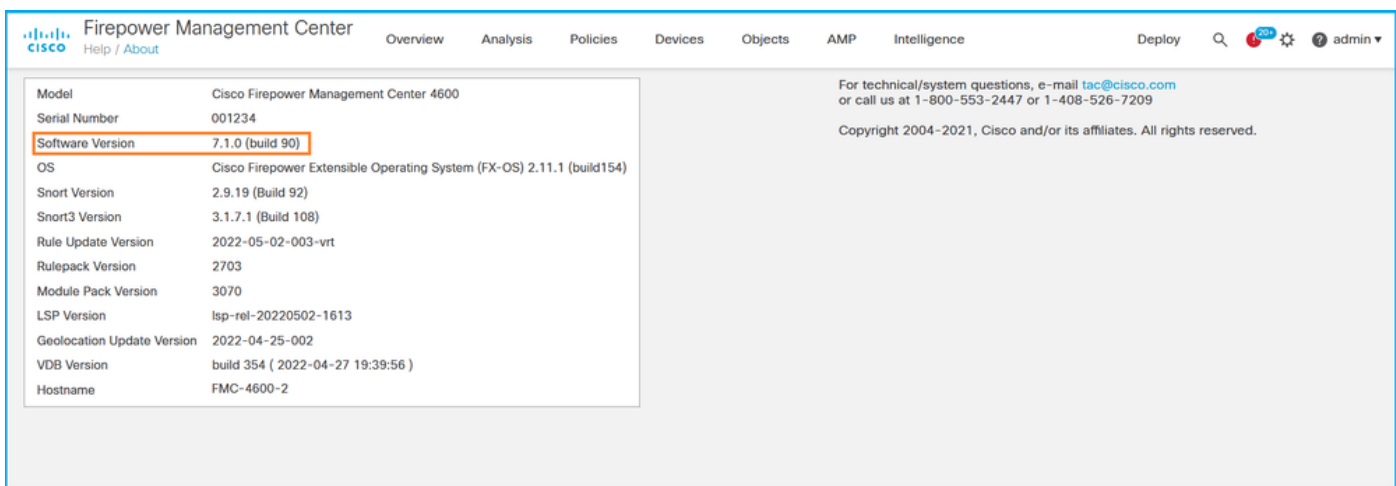 CISCO
Firepower Management Center
Help / About
Overview Analysis Policies Devices Objects AMP Intelligence Deploy 20+ admin
Model Cisco Firepower Management Center 4600
Serial Number 001234
Software Version 7.1.0 (build 90)
OS Cisco Firepower Extensible Operating System (FX-OS) 2.11.1 (build154)
Snort Version 2.9.19 (Build 92)
Snort3 Version 3.1.7.1 (Build 108)
Rule Update Version 2022-05-02-003-vrt
Rulepack Version 2703
Module Pack Version 3070
LSP Version lsp-rel-20220502-1613
Geolocation Update Version 2022-04-25-002
VDB Version build 354 ( 2022-04-27 19:39:56 )
Hostname FMC-4600-2
For technical/system questions, e-mail tac@cisco.com
or call us at 1-800-553-2447 or 1-408-526-7209
Copyright 2004-2021, Cisco and/or its affiliates. All rights reserved.